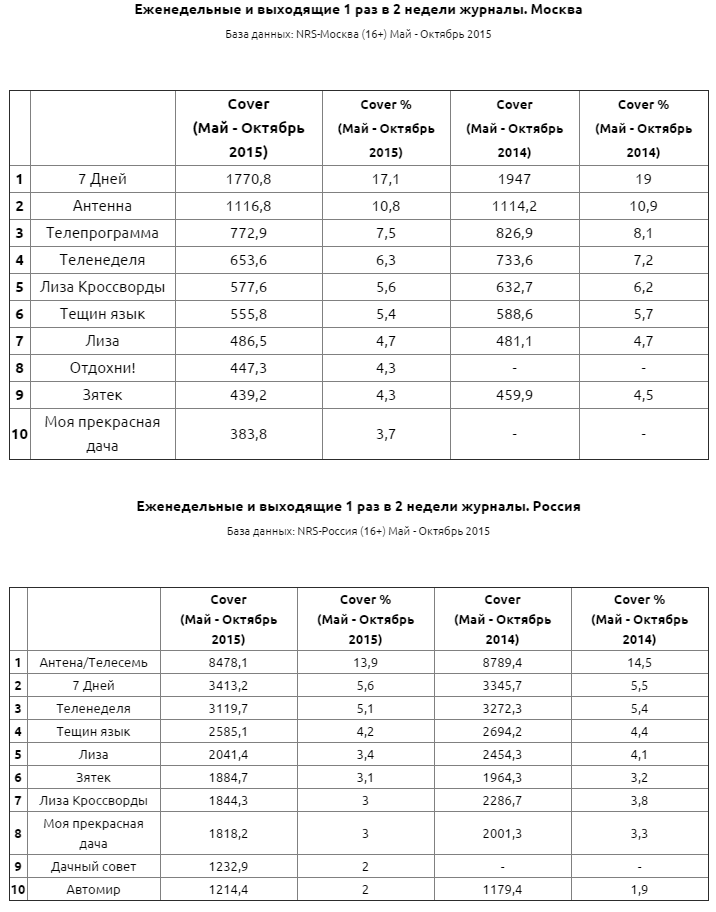 Еженедельные и выходящие 1 раз в 2 недели журналы. Москва
База данных: NRS-Москва (16+) Май - Октябрь 2015
Cover (Май - Октябрь 2015) Cover % (Май - Октябрь 2015) Cover (Май - Октябрь 2014) Cover % (Май - Октябрь 2014)
1 7 Дней 1770,8 17,1 1947 19
2 Антенна 1116,8 10,8 1114,2 10,9
3 Телепрограмма 772,9 7,5 826,9 8,1
4 Теленеделя 653,6 6,3 733,6 7,2
5 Лиза Кроссворды 577,6 5,6 632,7 6,2
6 Тещин язык 555,8 5,4 588,6 5,7
7 Лиза 486,5 4,7 481,1 4,7
8 Отдохни! 447,3 4,3 - -
9 Зятек 439,2 4,3 459,9 4,5
10 Моя прекрасная дача 383,8 3,7 - -
Еженедельные и выходящие 1 раз в 2 недели журналы. Россия
База данных: NRS-Россия (16+) Май - Октябрь 2015
Cover (Май - Октябрь 2015) Cover % (Май - Октябрь 2015) Cover (Май - Октябрь 2014) Cover % (Май - Октябрь 2014)
1 Антена/Телесемь 8478,1 13,9 8789,4 14,5
2 7 Дней 3413,2 5,6 3345,7 5,5
3 Теленеделя 3119,7 5,1 3272,3 5,4
4 Тещин язык 2585,1 4,2 2694,2 4,4
5 Лиза 2041,4 3,4 2454,3 4,1
6 Зятек 1884,7 3,1 1964,3 3,2
7 Лиза Кроссворды 1844,3 3 2286,7 3,8
8 Моя прекрасная дача 1818,2 3 2001,3 3,3
9 Дачный совет 1232,9 2 - -
10 Автомир 1214,4 2 1179,4 1,9